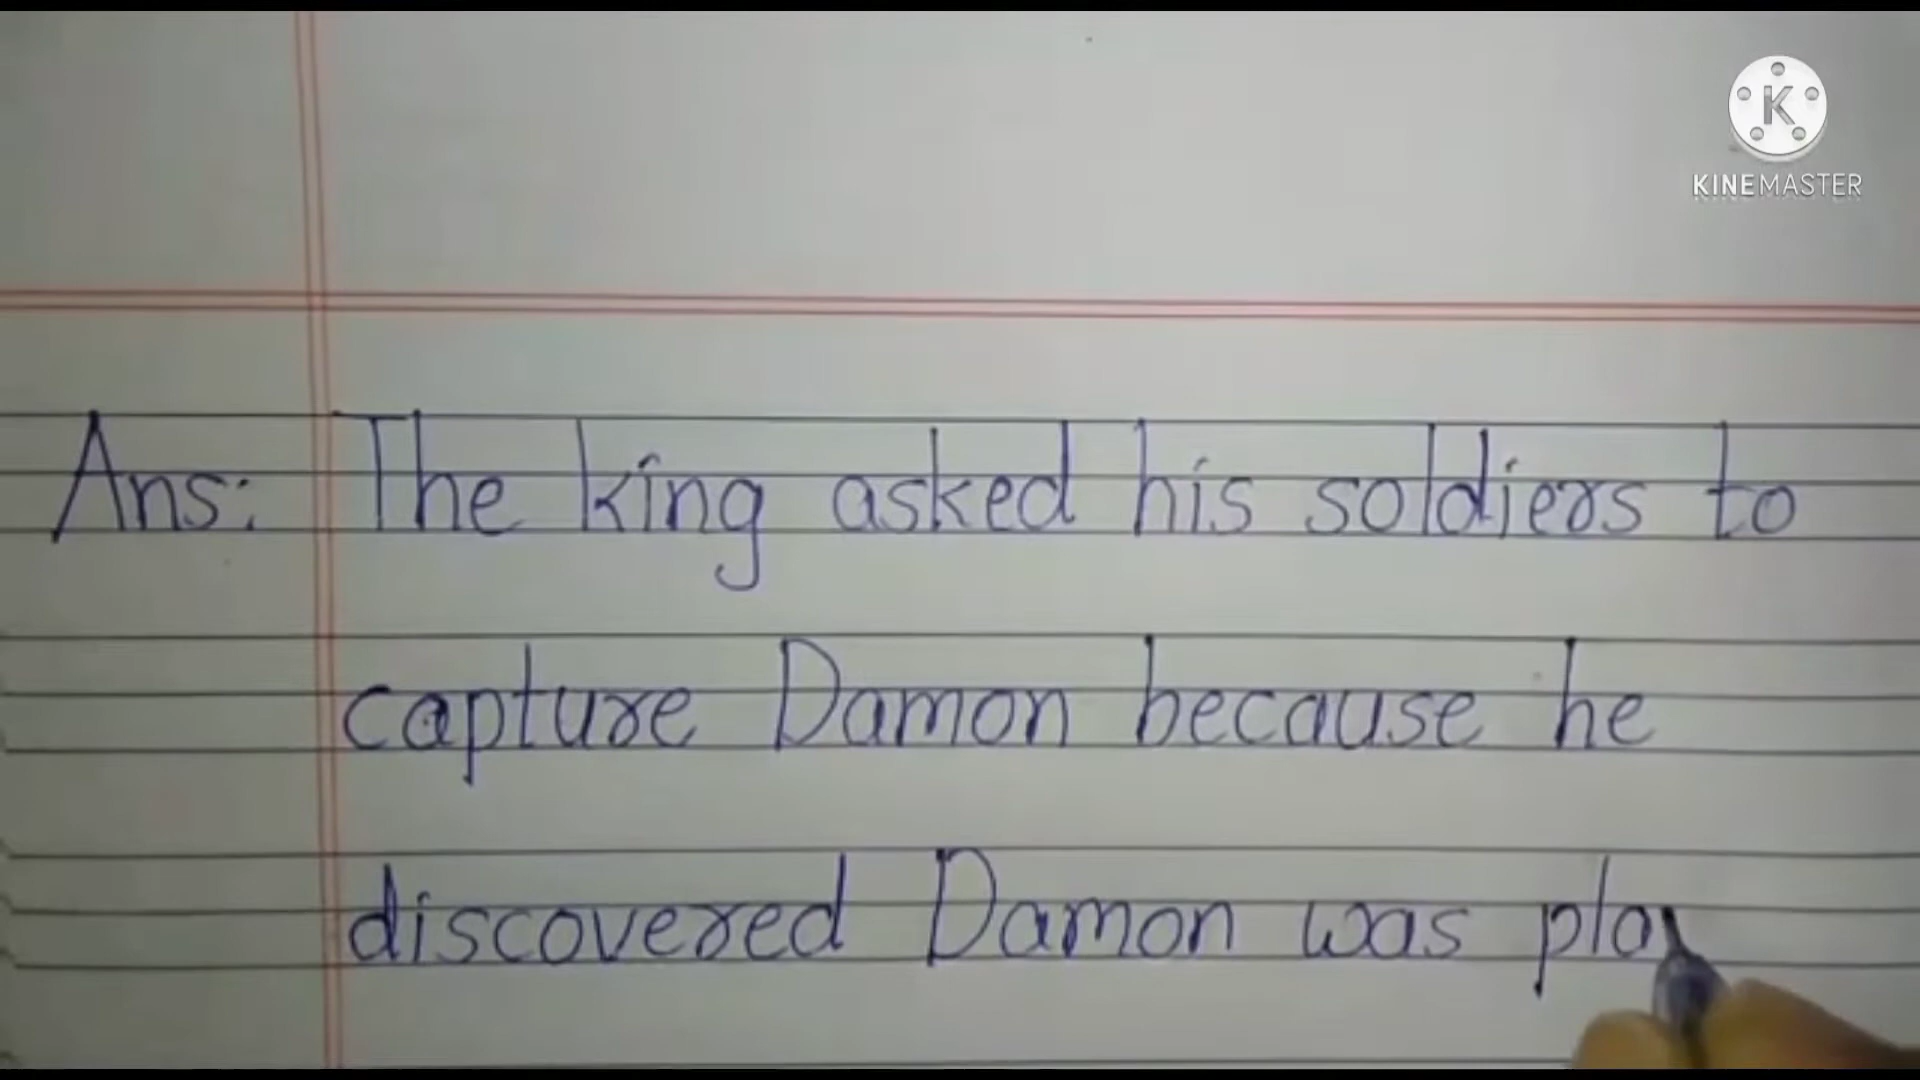 KINEMASTER
Ans: The king asked his soldiers to
capture Damon because he
discovered Damon was